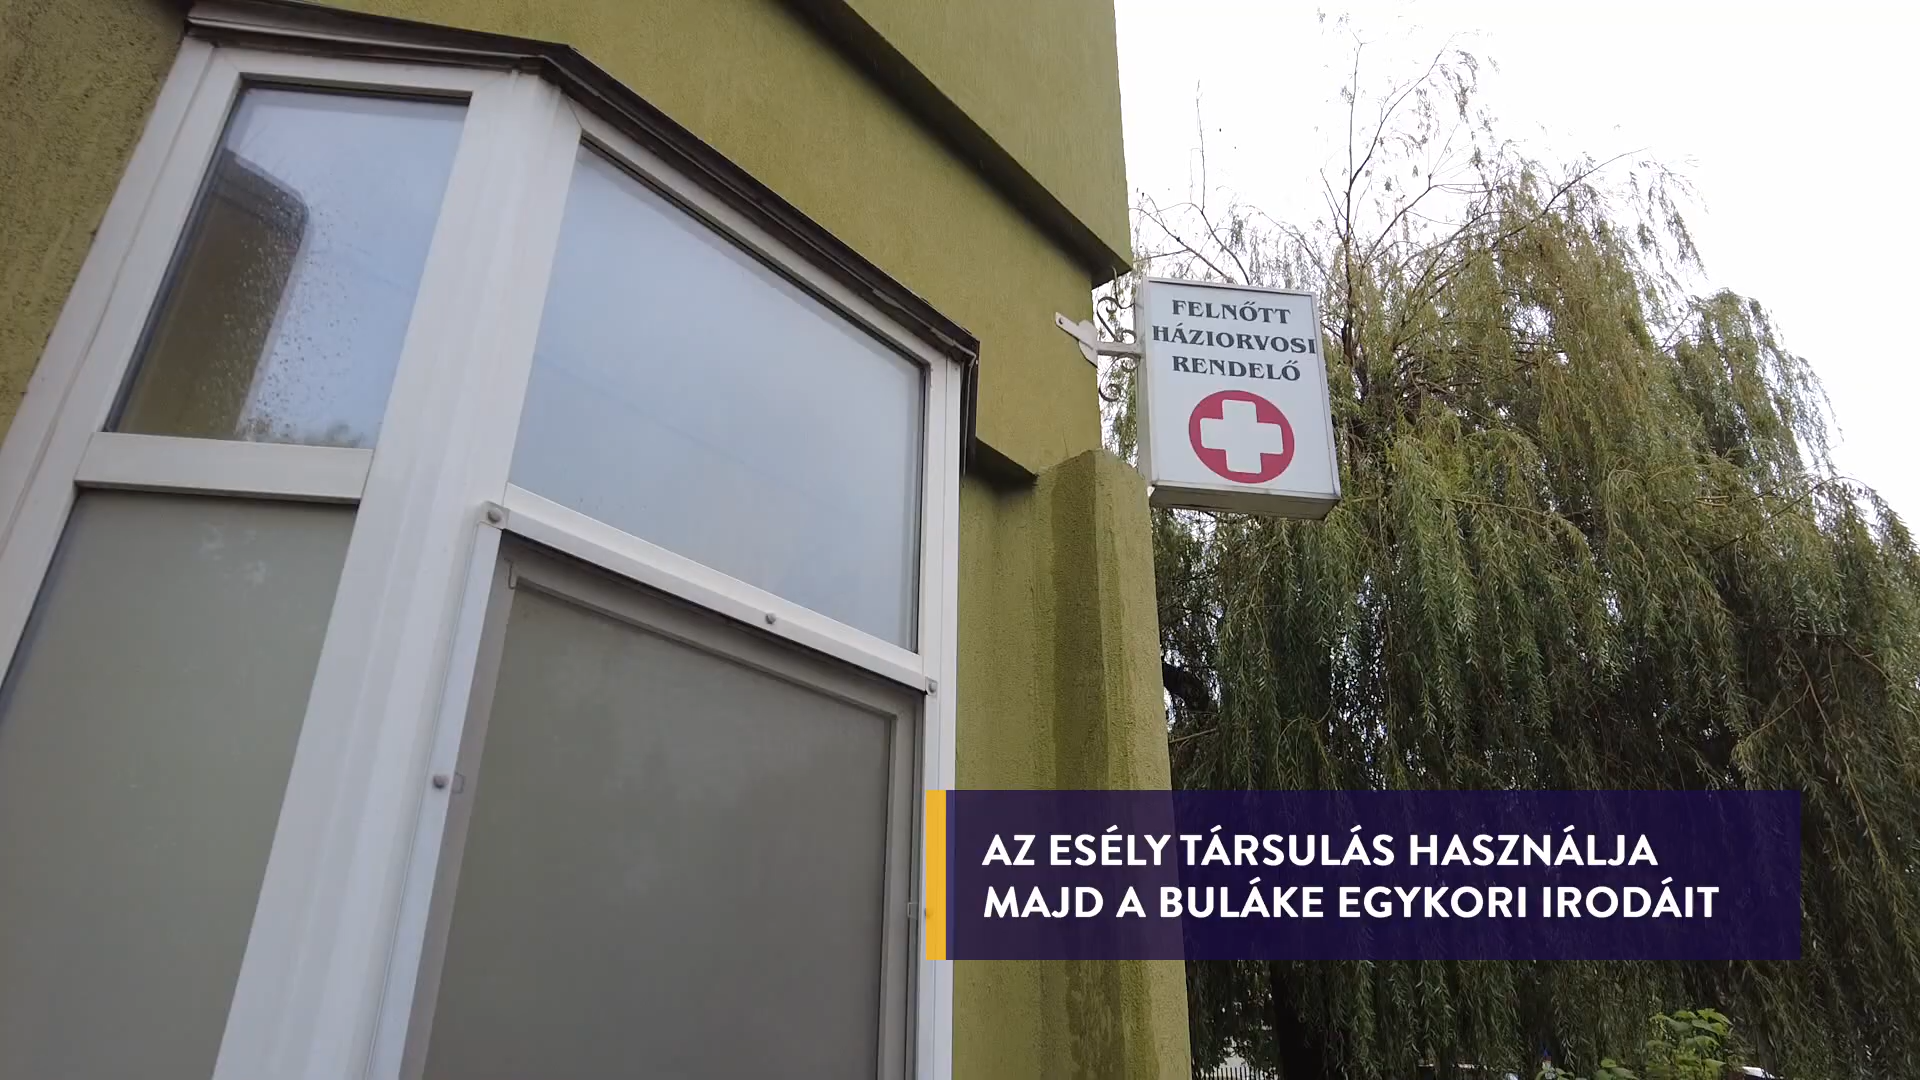 FELNŐTT
HÁZIORVOSI
RENDELŐ
AZ ESÉLY TÁRSULÁS HASZNÁLJA
MAJD A BULÁKE EGYKORI IRODÁIT